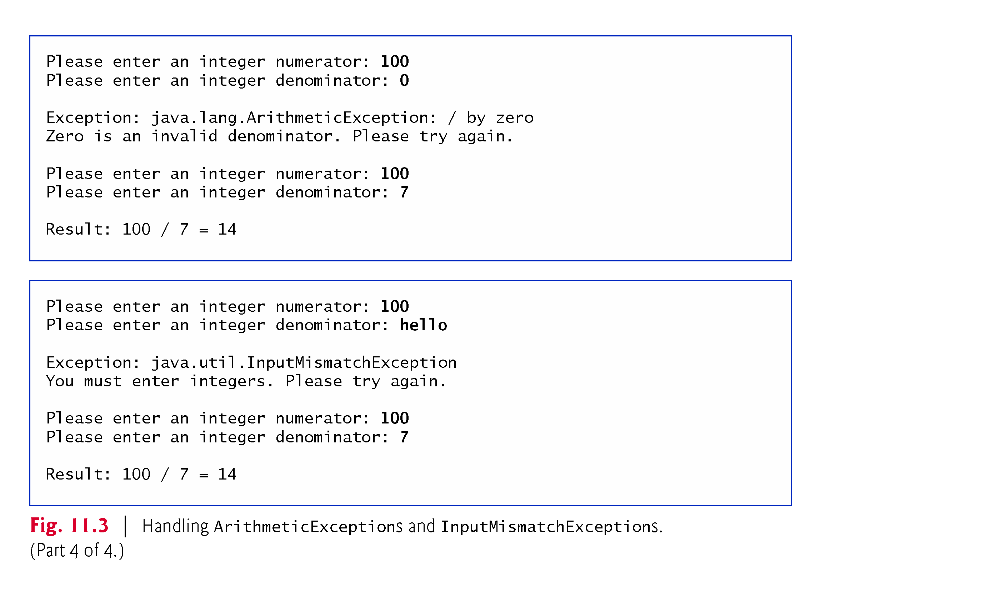 Please enter an integer numerator: 100
Please enter an integer denominator: 0
Exception: java.lang.ArithmeticException: / by zero
Zero is an invalid denominator. Please try again.
Please enter an integer numerator: 100
Please enter an integer denominator: 7
Result: 100 / 7 = 14
Please enter an integer numerator: 100
Please enter an integer denominator: hello
Exception: java.util.InputMismatchException
You must enter integers. Please try again.
Please enter an integer numerator: 100
Please enter an integer denominator: 7
Result: 100 / 7 = 14
Fig. 11.3 | Handling ArithmeticExceptions and InputMismatchExceptions.
(Part 4 of 4.)